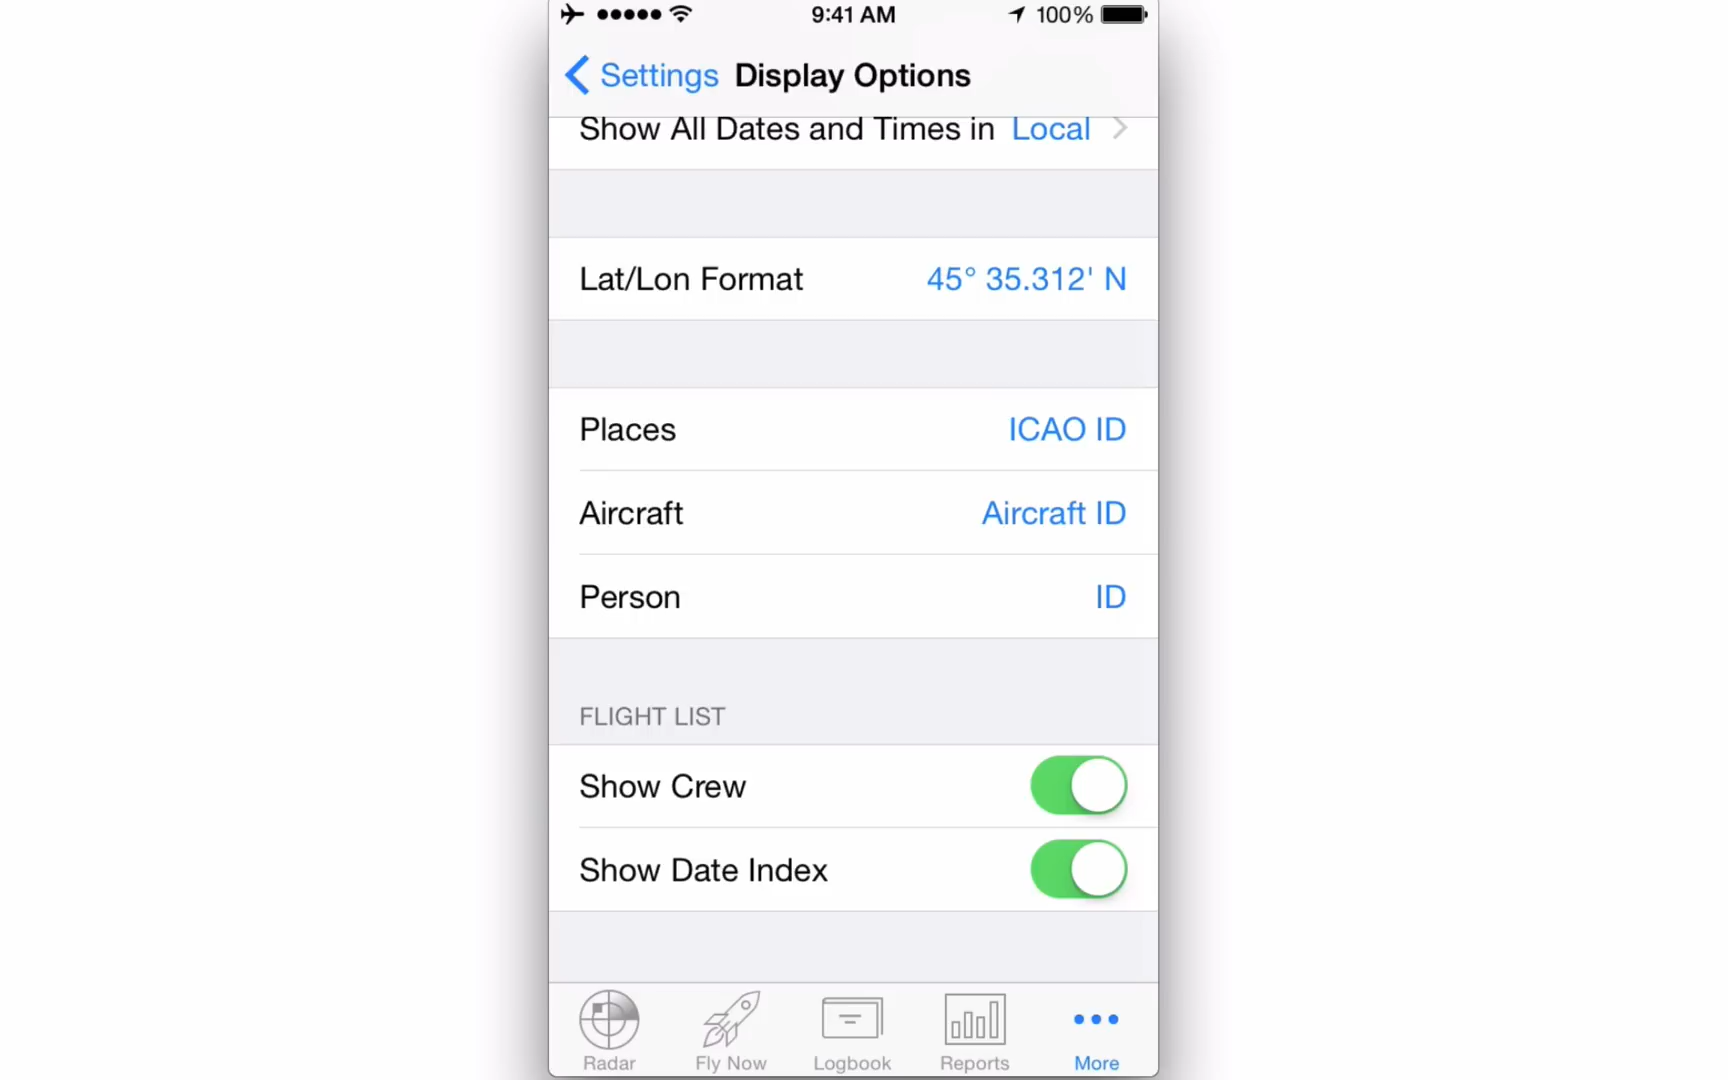 9:41 AM 100%
Settings Display Options
Show All Dates and Times in Local
Lat/Lon Format 45° 35.312' N
Places ICAO ID
Aircraft Aircraft ID
Person ID
FLIGHT LIST
Show Crew
Show Date Index
Radar Fly Now Logbook Reports More